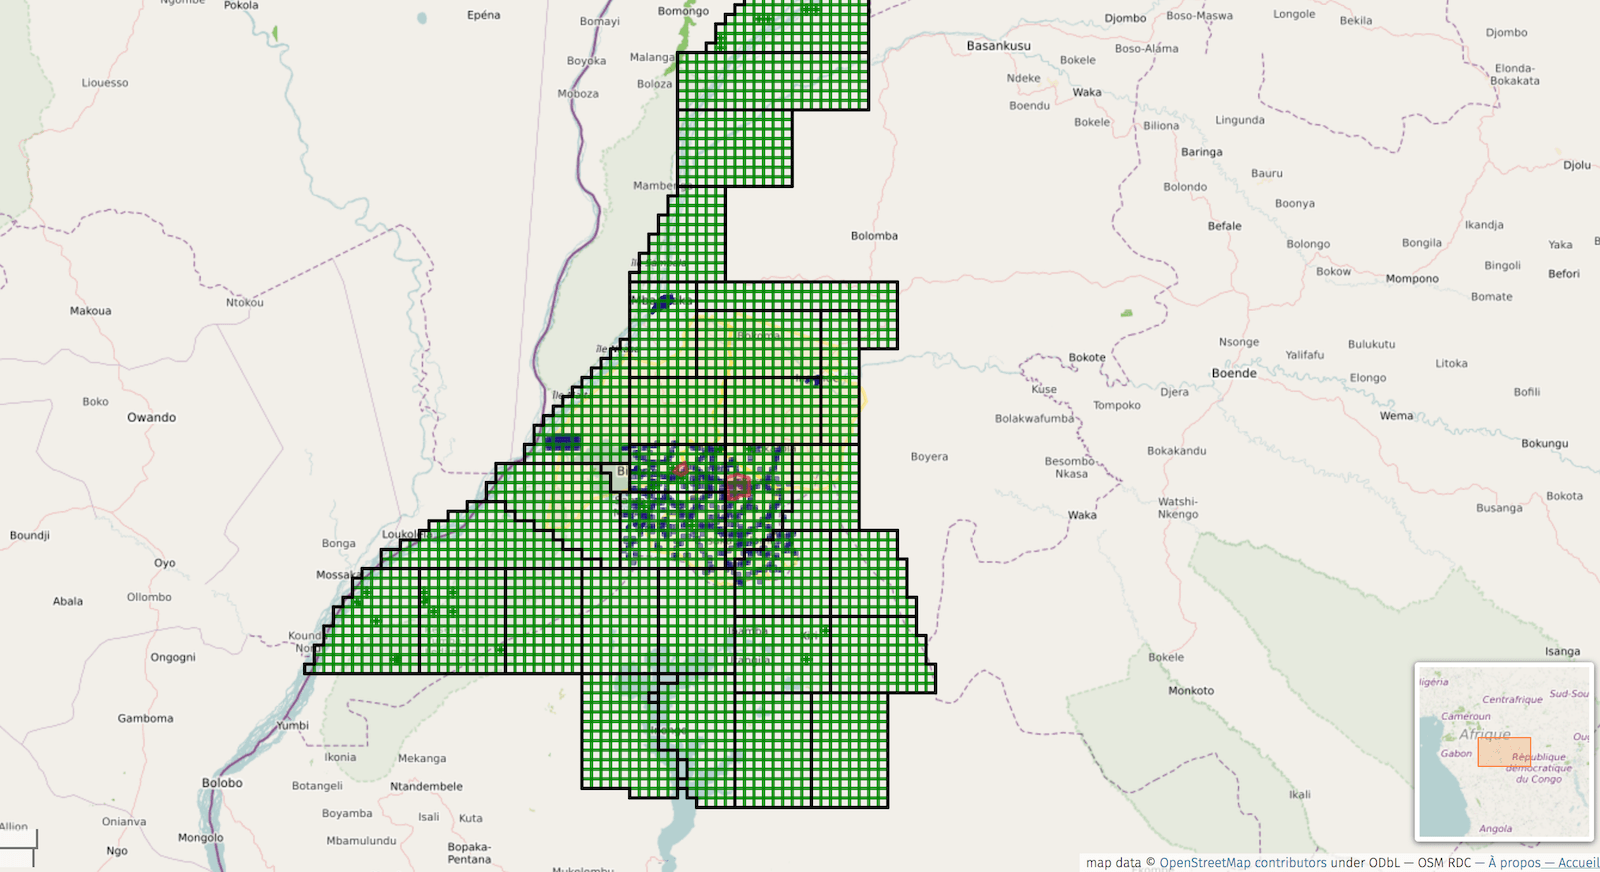 Pokola
Epéna
Bomayi
Bomongo
Djombo
Boso-Maswa
Longole
Bekila
Djombo
Basankusu
Boso-Aláma
Boyoka
Malanga
Bokele
Elonda-
Bokakata
Liouesso
Moboza
Boloza
Ndeke
Waka
Boendu
Bokele
Biliona
Lingunda
Baringa
Djolu
Mambenga
Bolondo
Bauru
Boonya
Befale
Ikandja
Bolomba
Bolongo
Bongila
Yaka
Bokow
Mompono
Bingoli
Befori
Ntokou
Bomate
Makoua
Nsonge
Yalifafu
Bulukutu
Bokote
Litoka
Boende
Elongo
Kuse
Djera
Bofili
Boko
Tompoko
Owando
Bolakwafumba
Wema
Bokakandu
Bokungu
Boyera
Besombo-
Nkasa
Watshi-
Nkengo
Bokota
Busanga
Waka
Boundji
Loukolela
Bonga
Oyo
Mossaka
Abala
Ollombo
Kound
Noro
Ongogni
Bokele
Isanga
Monkoto
Gamboma
Yumbi
Ikonia
Mekanga
Bolobo
Botangeli
Ntandembele
Ikali
Allion
Onvania
Boyamba
Isali
Kuta
Mongolo
Mbamulundu
Ngo
Bopaka-
Pentana
Mukolombu
ligéria
Centrafrique
Sud-Sou
Cameroun
Afrique
Gabon
République
démocratique
du Congo
Angola
map data © OpenStreetMap contributors under ODbL — OSM RDC — À propos — Accueil